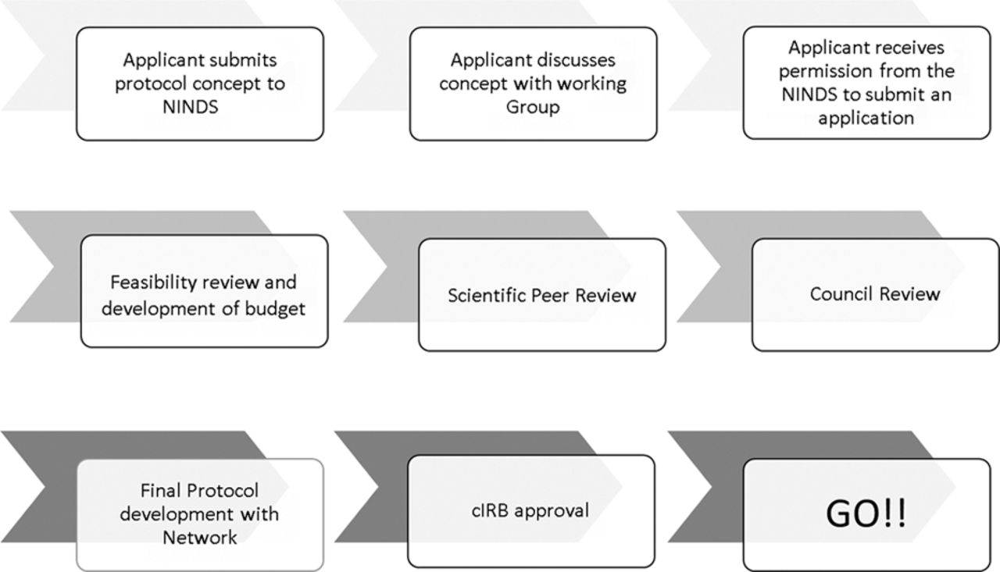 Applicant submits
protocol concept to
NINDS
Applicant discusses
concept with working
Group
Applicant receives
permission from the
NINDS to submit an
application
Feasibility review and
development of budget
Scientific Peer Review
Council Review
Final Protocol
development with
Network
cIRB approval
GO!!